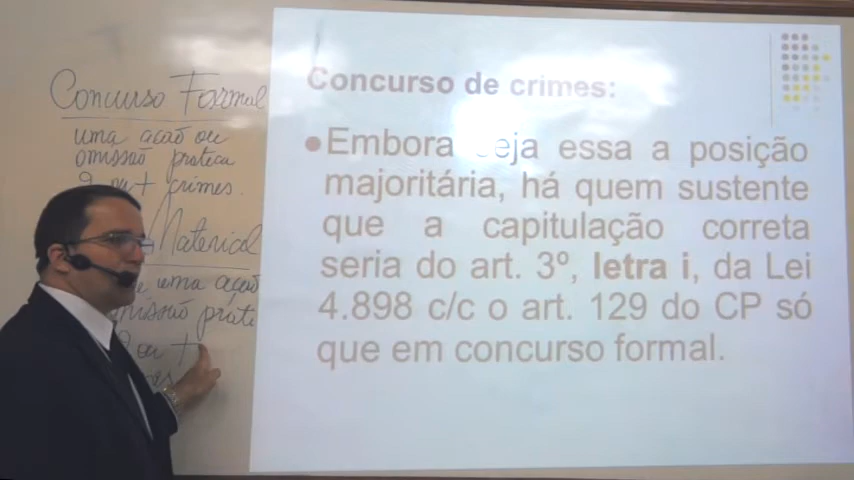 Concurso Formal
uma ação ou
omissão pratica
2 ou + crimes.
Material
uma ação
omissão prati
2 ou +
Concurso de crimes:
Embora seja essa a posição
majoritária, há quem sustente
que a capitulação correta
seria do art. 3º, letra i, da Lei
4.898 c/c o art. 129 do CP só
que em concurso formal.